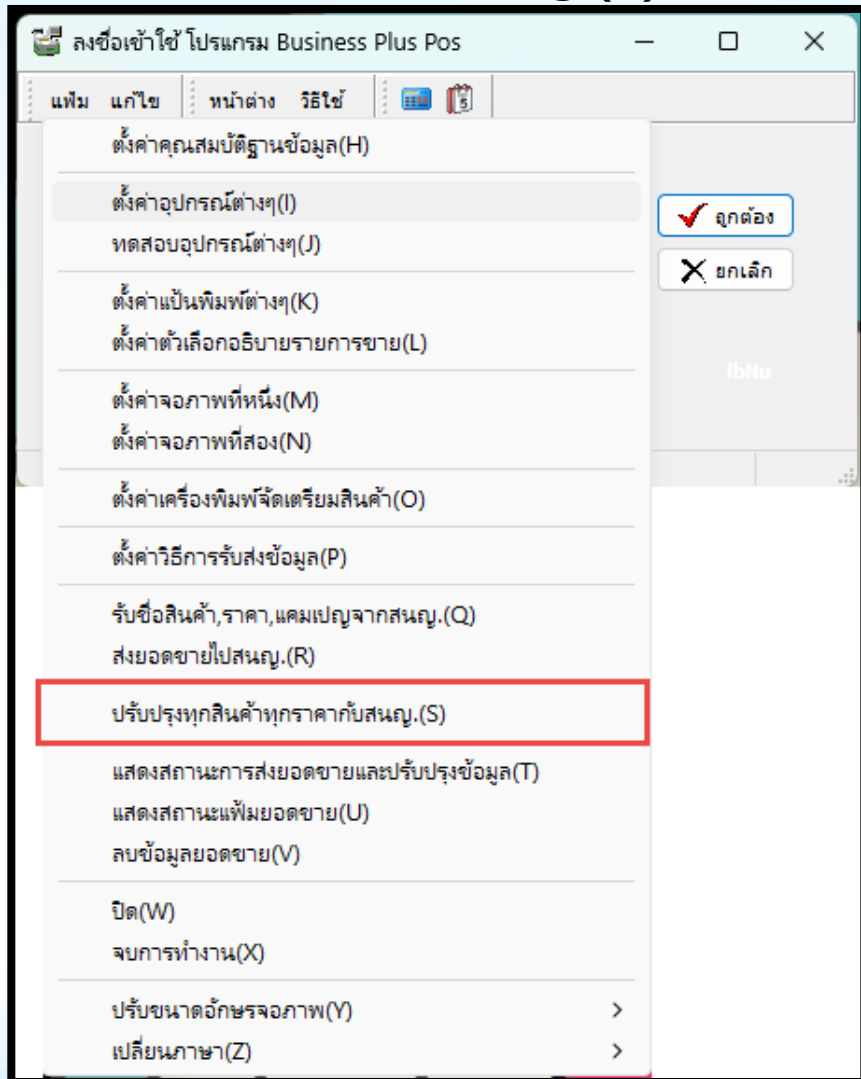 ลงชื่อเข้าใช้ โปรแกรม Business Plus Pos
แฟ้ม แก้ไข หน้าต่าง วิธีใช้
ตั้งค่าคุณสมบัติฐานข้อมูล(H)
ตั้งค่าอุปกรณ์ต่างๆ(I)
ถูกต้อง
ทดสอบอุปกรณ์ต่างๆ(J)
ยกเลิก
ตั้งค่าแป้นพิมพ์ต่างๆ(K)
ตั้งค่าตัวเลือกอธิบายรายการขาย(L)
ตั้งค่าจอภาพที่หนึ่ง(M)
ตั้งค่าจอภาพที่สอง(N)
ตั้งค่าเครื่องพิมพ์จัดเตรียมสินค้า(O)
ตั้งค่าวิธีการรับส่งข้อมูล(P)
รับชื่อสินค้า,ราคา,แคมเปญจากสนญ.(Q)
ส่งยอดขายไปสนญ.(R)
ปรับปรุงทุกสินค้าทุกราคากับสนญ.(S)
แสดงสถานะการส่งยอดขายและปรับปรุงข้อมูล(T)
แสดงสถานะแฟ้มยอดขาย(U)
ลบข้อมูลยอดขาย(V)
ปิด(W)
จบการทำงาน(X)
ปรับขนาดอักษรจอภาพ(Y)
เปลี่ยนภาษา(Z)